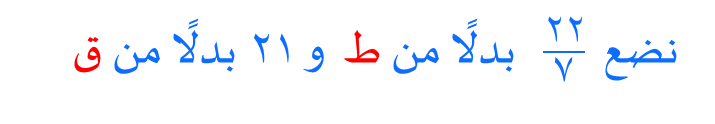 نضع ٢٢/٧ بدلًا من ط و ٢١ بدلًا من ق